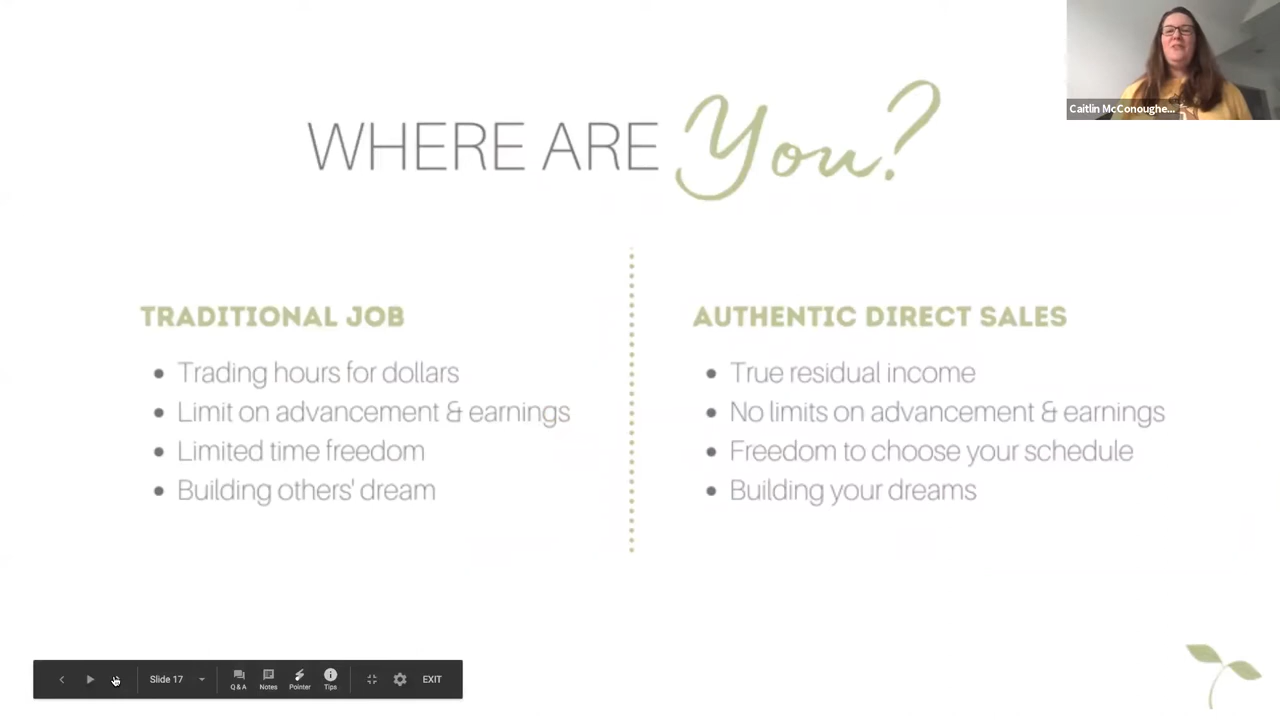 Caitlin McConoughe...
WHERE ARE You?
TRADITIONAL JOB
• Trading hours for dollars
• Limit on advancement & earnings
• Limited time freedom
• Building others' dream
AUTHENTIC DIRECT SALES
• True residual income
• No limits on advancement & earnings
• Freedom to choose your schedule
• Building your dreams
Slide 17
Q&A
Notes
Pointer
Tips
EXIT